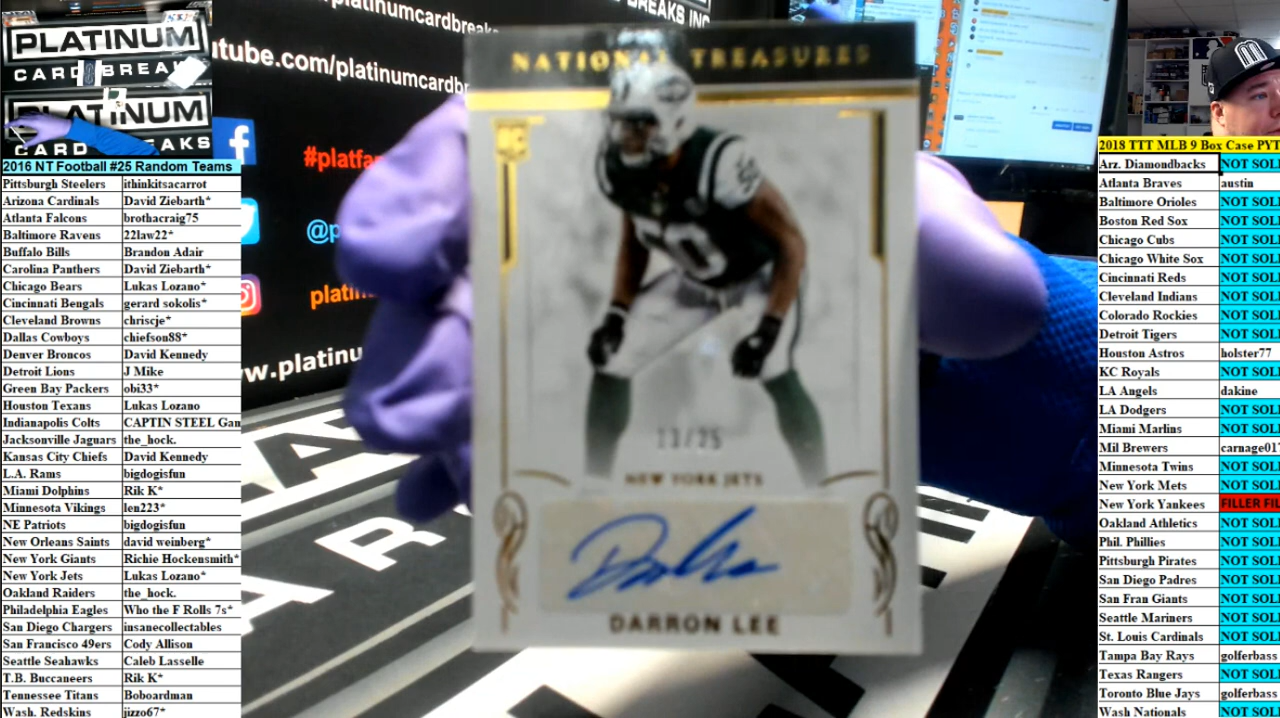 PLATINUM
CARD BREAK
PLATINUM
CARD BREAKS
2016 NT Football #25 Random Teams
Pittsburgh Steelers ithinkitsacarrot
Arizona Cardinals David Ziebarth*
Atlanta Falcons brothacraig75
Baltimore Ravens 22law22*
Buffalo Bills Brandon Adair
Carolina Panthers David Ziebarth*
Chicago Bears Lukas Lozano*
Cincinnati Bengals gerard sokolis*
Cleveland Browns chriscje*
Dallas Cowboys chiefson88*
Denver Broncos David Kennedy
Detroit Lions J Mike
Green Bay Packers obi33*
Houston Texans Lukas Lozano
Indianapolis Colts CAPTIN STEEL Gan
Jacksonville Jaguars the_hock.
Kansas City Chiefs David Kennedy
L.A. Rams bigdogisfun
Miami Dolphins Rik K*
Minnesota Vikings len223*
NE Patriots bigdogisfun
New Orleans Saints david weinberg*
New York Giants Richie Hockensmith*
New York Jets Lukas Lozano*
Oakland Raiders the_hock.
Philadelphia Eagles Who the F Rolls 7s*
San Diego Chargers insanecollectables
San Francisco 49ers Cody Allison
Seattle Seahawks Caleb Lasselle
T.B. Buccaneers Rik K*
Tennessee Titans Boboardman
Wash. Redskins jizzo67*
platinumcardbreaks
BREAKS INC
utube.com/platinumcardbr
#platfa
@p
platin
w.platinu
NATIONAL TREASURES
RC
50
13/25
NEW YORK JETS
DARRON LEE
2018 TTT MLB 9 Box Case PYT
Arz. Diamondbacks NOT SOL
Atlanta Braves austin
Baltimore Orioles NOT SOL
Boston Red Sox NOT SOL
Chicago Cubs NOT SOL
Chicago White Sox NOT SOL
Cincinnati Reds NOT SOL
Cleveland Indians NOT SOL
Colorado Rockies NOT SOL
Detroit Tigers NOT SOL
Houston Astros holster77
KC Royals NOT SOL
LA Angels dakine
LA Dodgers NOT SOL
Miami Marlins NOT SOL
Mil Brewers carnage017
Minnesota Twins NOT SOL
New York Mets NOT SOL
New York Yankees FILLER FIL
Oakland Athletics NOT SOL
Phil. Phillies NOT SOL
Pittsburgh Pirates NOT SOL
San Diego Padres NOT SOL
San Fran Giants NOT SOL
Seattle Mariners NOT SOL
St. Louis Cardinals NOT SOL
Tampa Bay Rays golferbass
Texas Rangers NOT SOL
Toronto Blue Jays golferbass
Wash Nationals NOT SOL